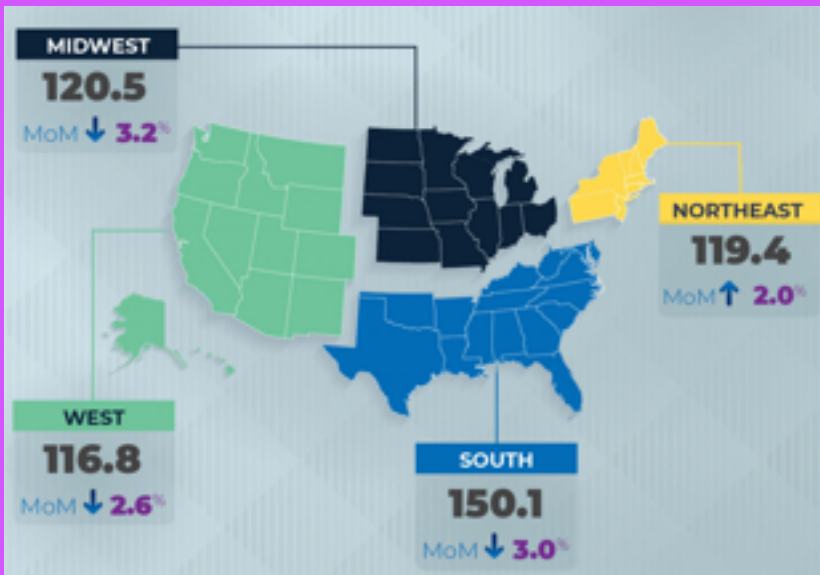 MIDWEST
120.5
MoM ↓ 3.2%
NORTHEAST
119.4
MoM ↑ 2.0%
WEST
116.8
MoM ↓ 2.6%
SOUTH
150.1
MoM ↓ 3.0%